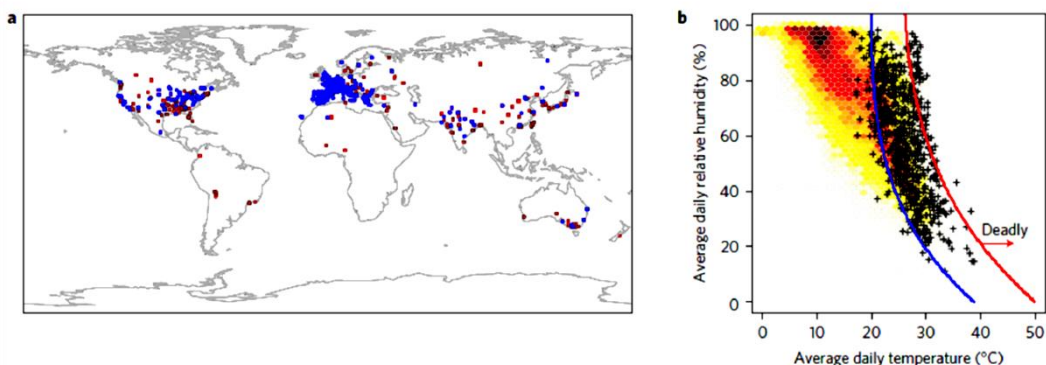 a
b
Average daily relative humidity (%)
100
80
60
40
20
0
Deadly
0 10 20 30 40 50
Average daily temperature (°C)